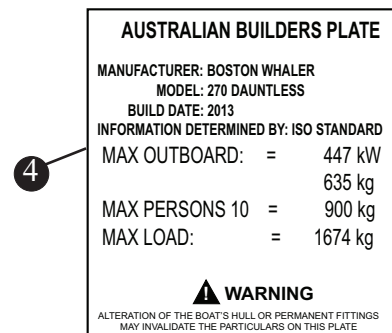 AUSTRALIAN BUILDERS PLATE
MANUFACTURER: BOSTON WHALER
MODEL: 270 DAUNTLESS
BUILD DATE: 2013
INFORMATION DETERMINED BY: ISO STANDARD
4
MAX OUTBOARD: = 447 kW
635 kg
MAX PERSONS 10 = 900 kg
MAX LOAD: = 1674 kg
WARNING
ALTERATION OF THE BOAT'S HULL OR PERMANENT FITTINGS
MAY INVALIDATE THE PARTICULARS ON THIS PLATE